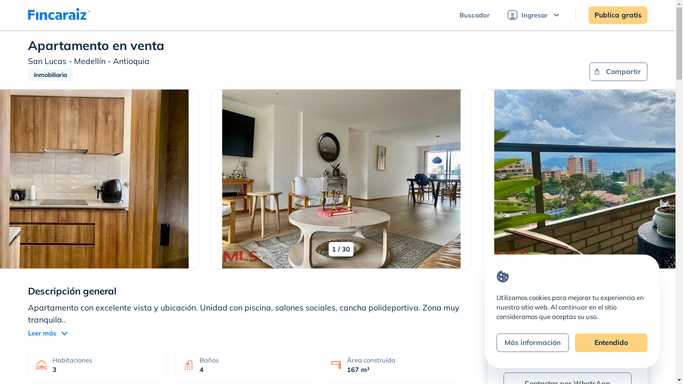 Fincaraiz
Buscador
Ingresar
Publica gratis
Apartamento en venta
San Lucas - Medellín - Antioquia
Inmobiliaria
Compartir
MLS
1 / 30
Descripción general
Apartamento con excelente vista y ubicación. Unidad con piscina, salones sociales, cancha polideportiva. Zona muy
tranquila..
Leer más
Habitaciones
3
Baños
4
Área construida
167 m²
Utilizamos cookies para mejorar tu experiencia en
nuestro sitio web. Al continuar en el sitio
consideramos que aceptas su uso.
Más información
Entendido
Contactar por WhatsApp